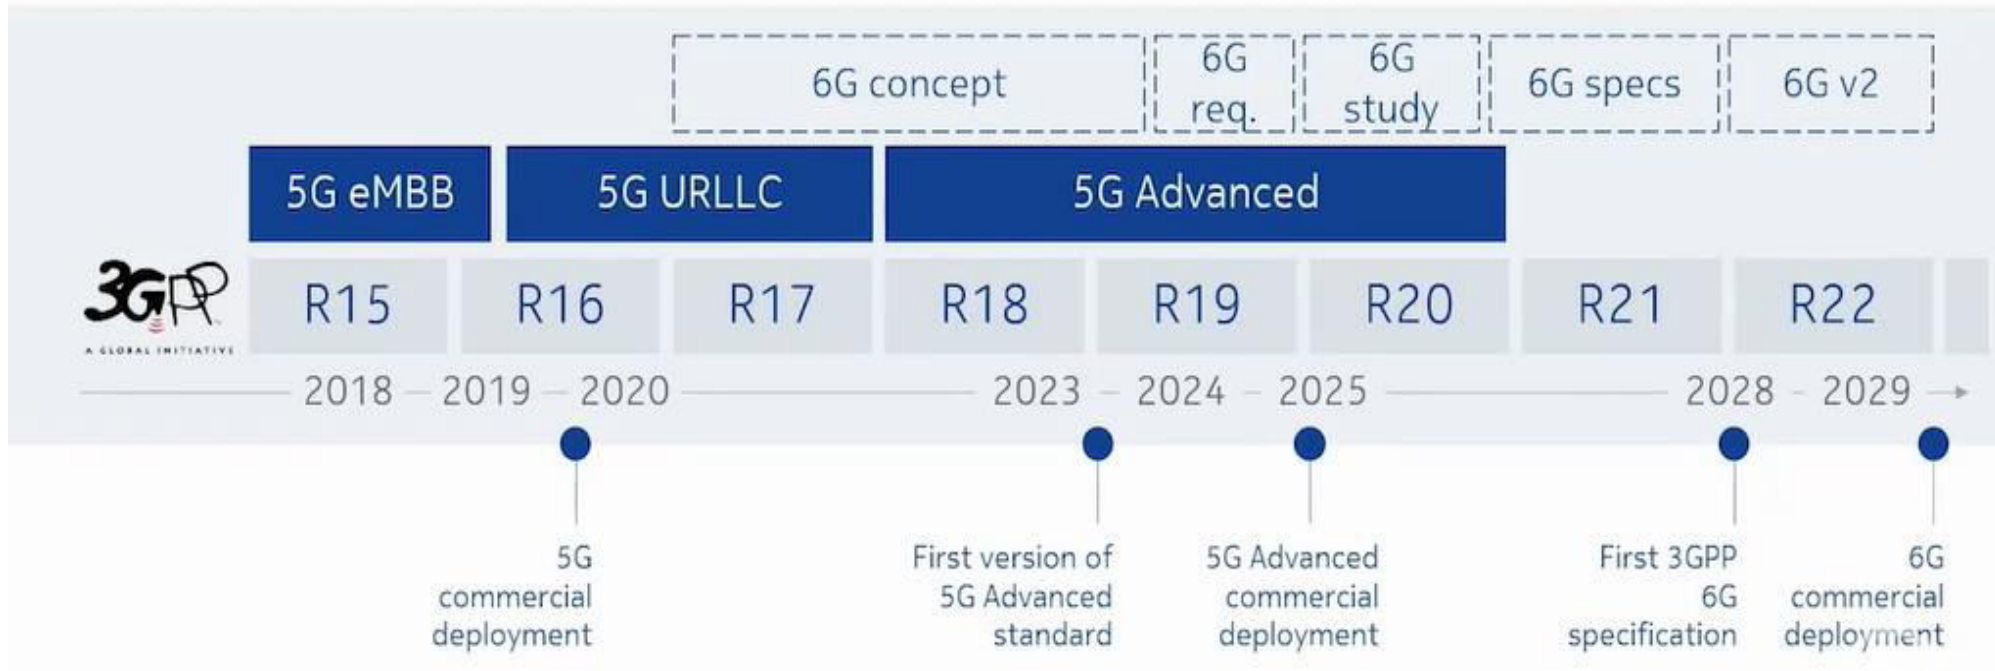 6G concept
6G
req.
6G
study
6G specs
6G v2
5G eMBB
5G URLLC
5G Advanced
3GPP
A GLOBAL INITIATIVE
R15
R16
R17
R18
R19
R20
R21
R22
2018
2019
2020
2023
2024
2025
2028
2029
5G
commercial
deployment
First version of
5G Advanced
standard
5G Advanced
commercial
deployment
First 3GPP
6G
specification
6G
commercial
deployment